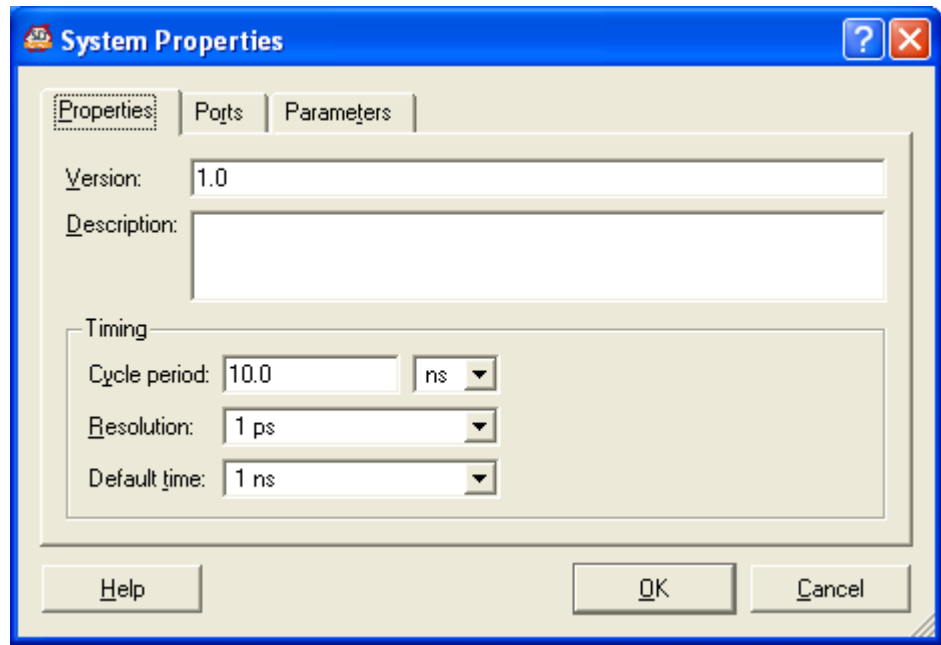 System Properties
Properties Ports Parameters
Version: 1.0
Description:
Timing
Cycle period: 10.0 ns
Resolution: 1 ps
Default time: 1 ns
Help OK Cancel